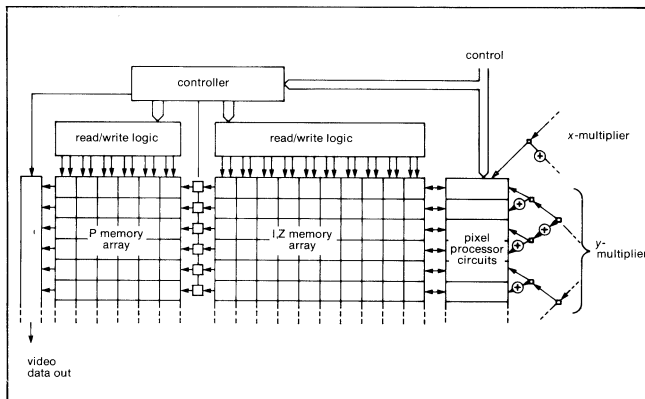 control
controller
x-multiplier
read/write logic
read/write logic
P memory
array
I,Z memory
array
pixel
processor
circuits
y-
multiplier
video
data out